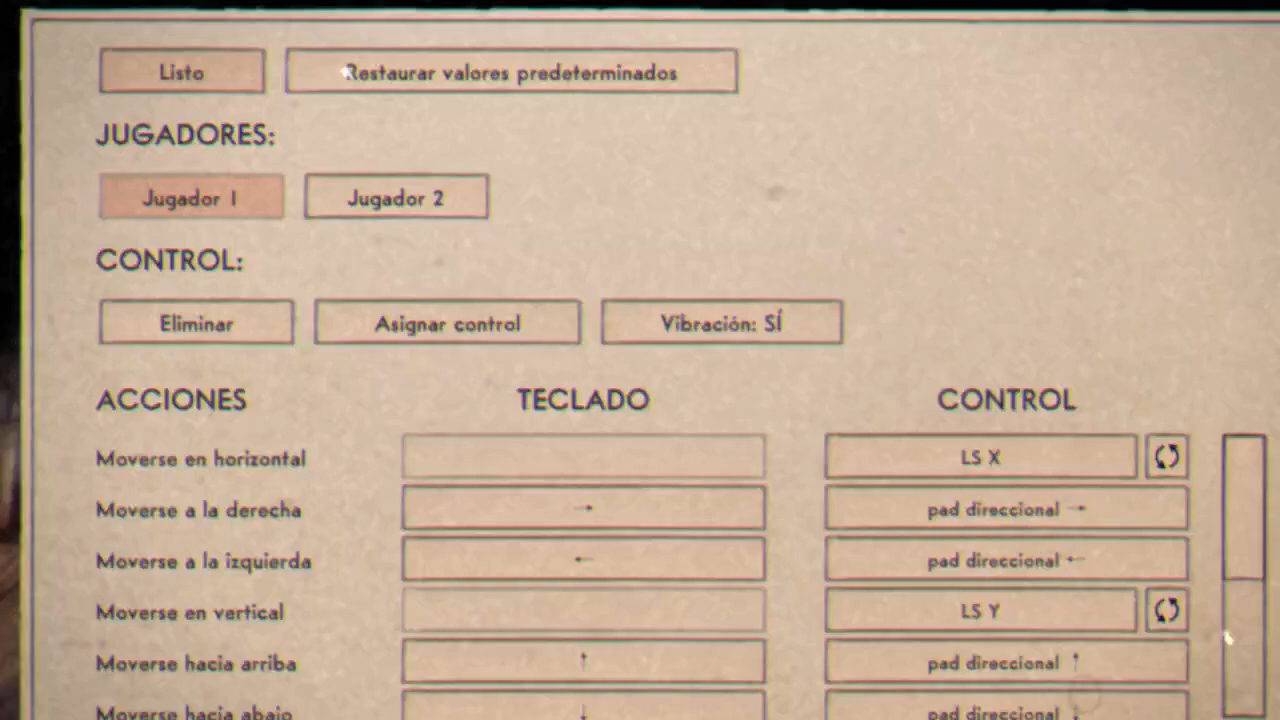 Listo Restaurar valores predeterminados
JUGADORES:
Jugador 1 Jugador 2
CONTROL:
Eliminar Asignar control Vibración: SÍ
ACCIONES TECLADO CONTROL
Moverse en horizontal LS X
Moverse a la derecha → pad direccional →
Moverse a la izquierda ← pad direccional ←
Moverse en vertical LS Y
Moverse hacia arriba ↑ pad direccional ↑
Moverse hacia abajo ↓ pad direccional ↓